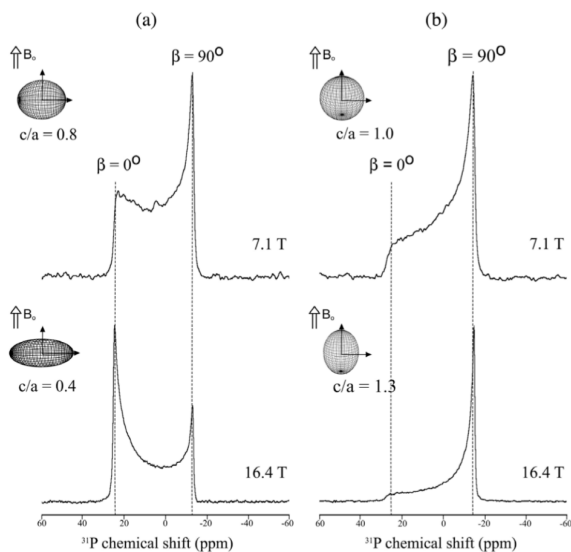 (a)
(b)
β = 90°
β = 90°
B₀
B₀
c/a = 0.8
c/a = 1.0
β = 0°
β = 0°
7.1 T
7.1 T
B₀
B₀
c/a = 0.4
c/a = 1.3
16.4 T
16.4 T
60 40 20 0 -20 -40 -60
60 40 20 0 -20 -40 -60
³¹P chemical shift (ppm)
³¹P chemical shift (ppm)